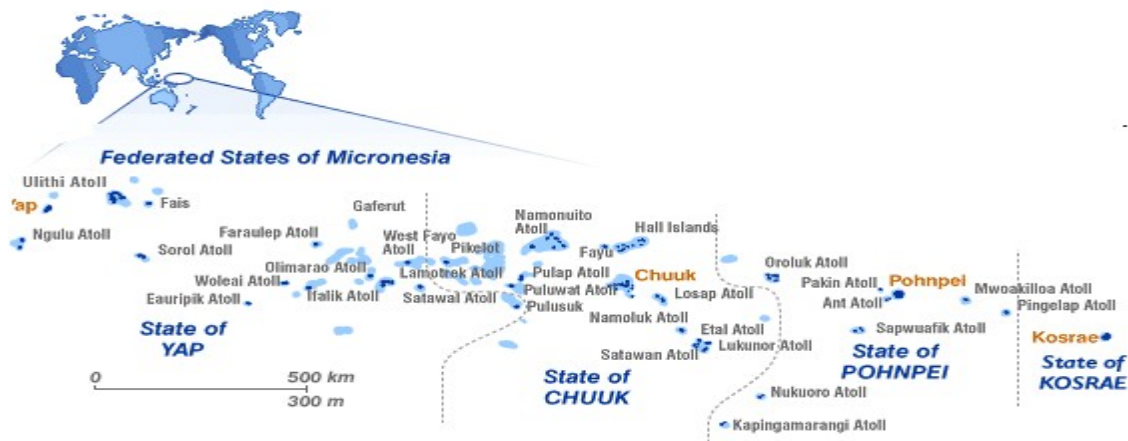 Federated States of Micronesia
Ulithi Atoll
Yap
Fais
Ngulu Atoll
Sorol Atoll
Gaferut
Faraulep Atoll
West Fayo
Atoll
Pikelot
Olimarao Atoll
Woleai Atoll
Eauripik Atoll
Ifalik Atoll
Lamotrek Atoll
Satawal Atoll
State of
YAP
0
500 km
300 m
Namonuito
Atoll
Hall Islands
Fayu
Pulap Atoll
Chuuk
Puluwat Atoll
Pulusuk
Losap Atoll
Namoluk Atoll
Etal Atoll
Lukunor Atoll
Satawan Atoll
State of
CHUUK
Oroluk Atoll
Pakin Atoll
Pohnpei
Ant Atoll
Mwoakilloa Atoll
Pingelap Atoll
Sapwuafik Atoll
State of
POHNPEI
Nukuoro Atoll
Kapingamarangi Atoll
Kosrae
State of
KOSRAE